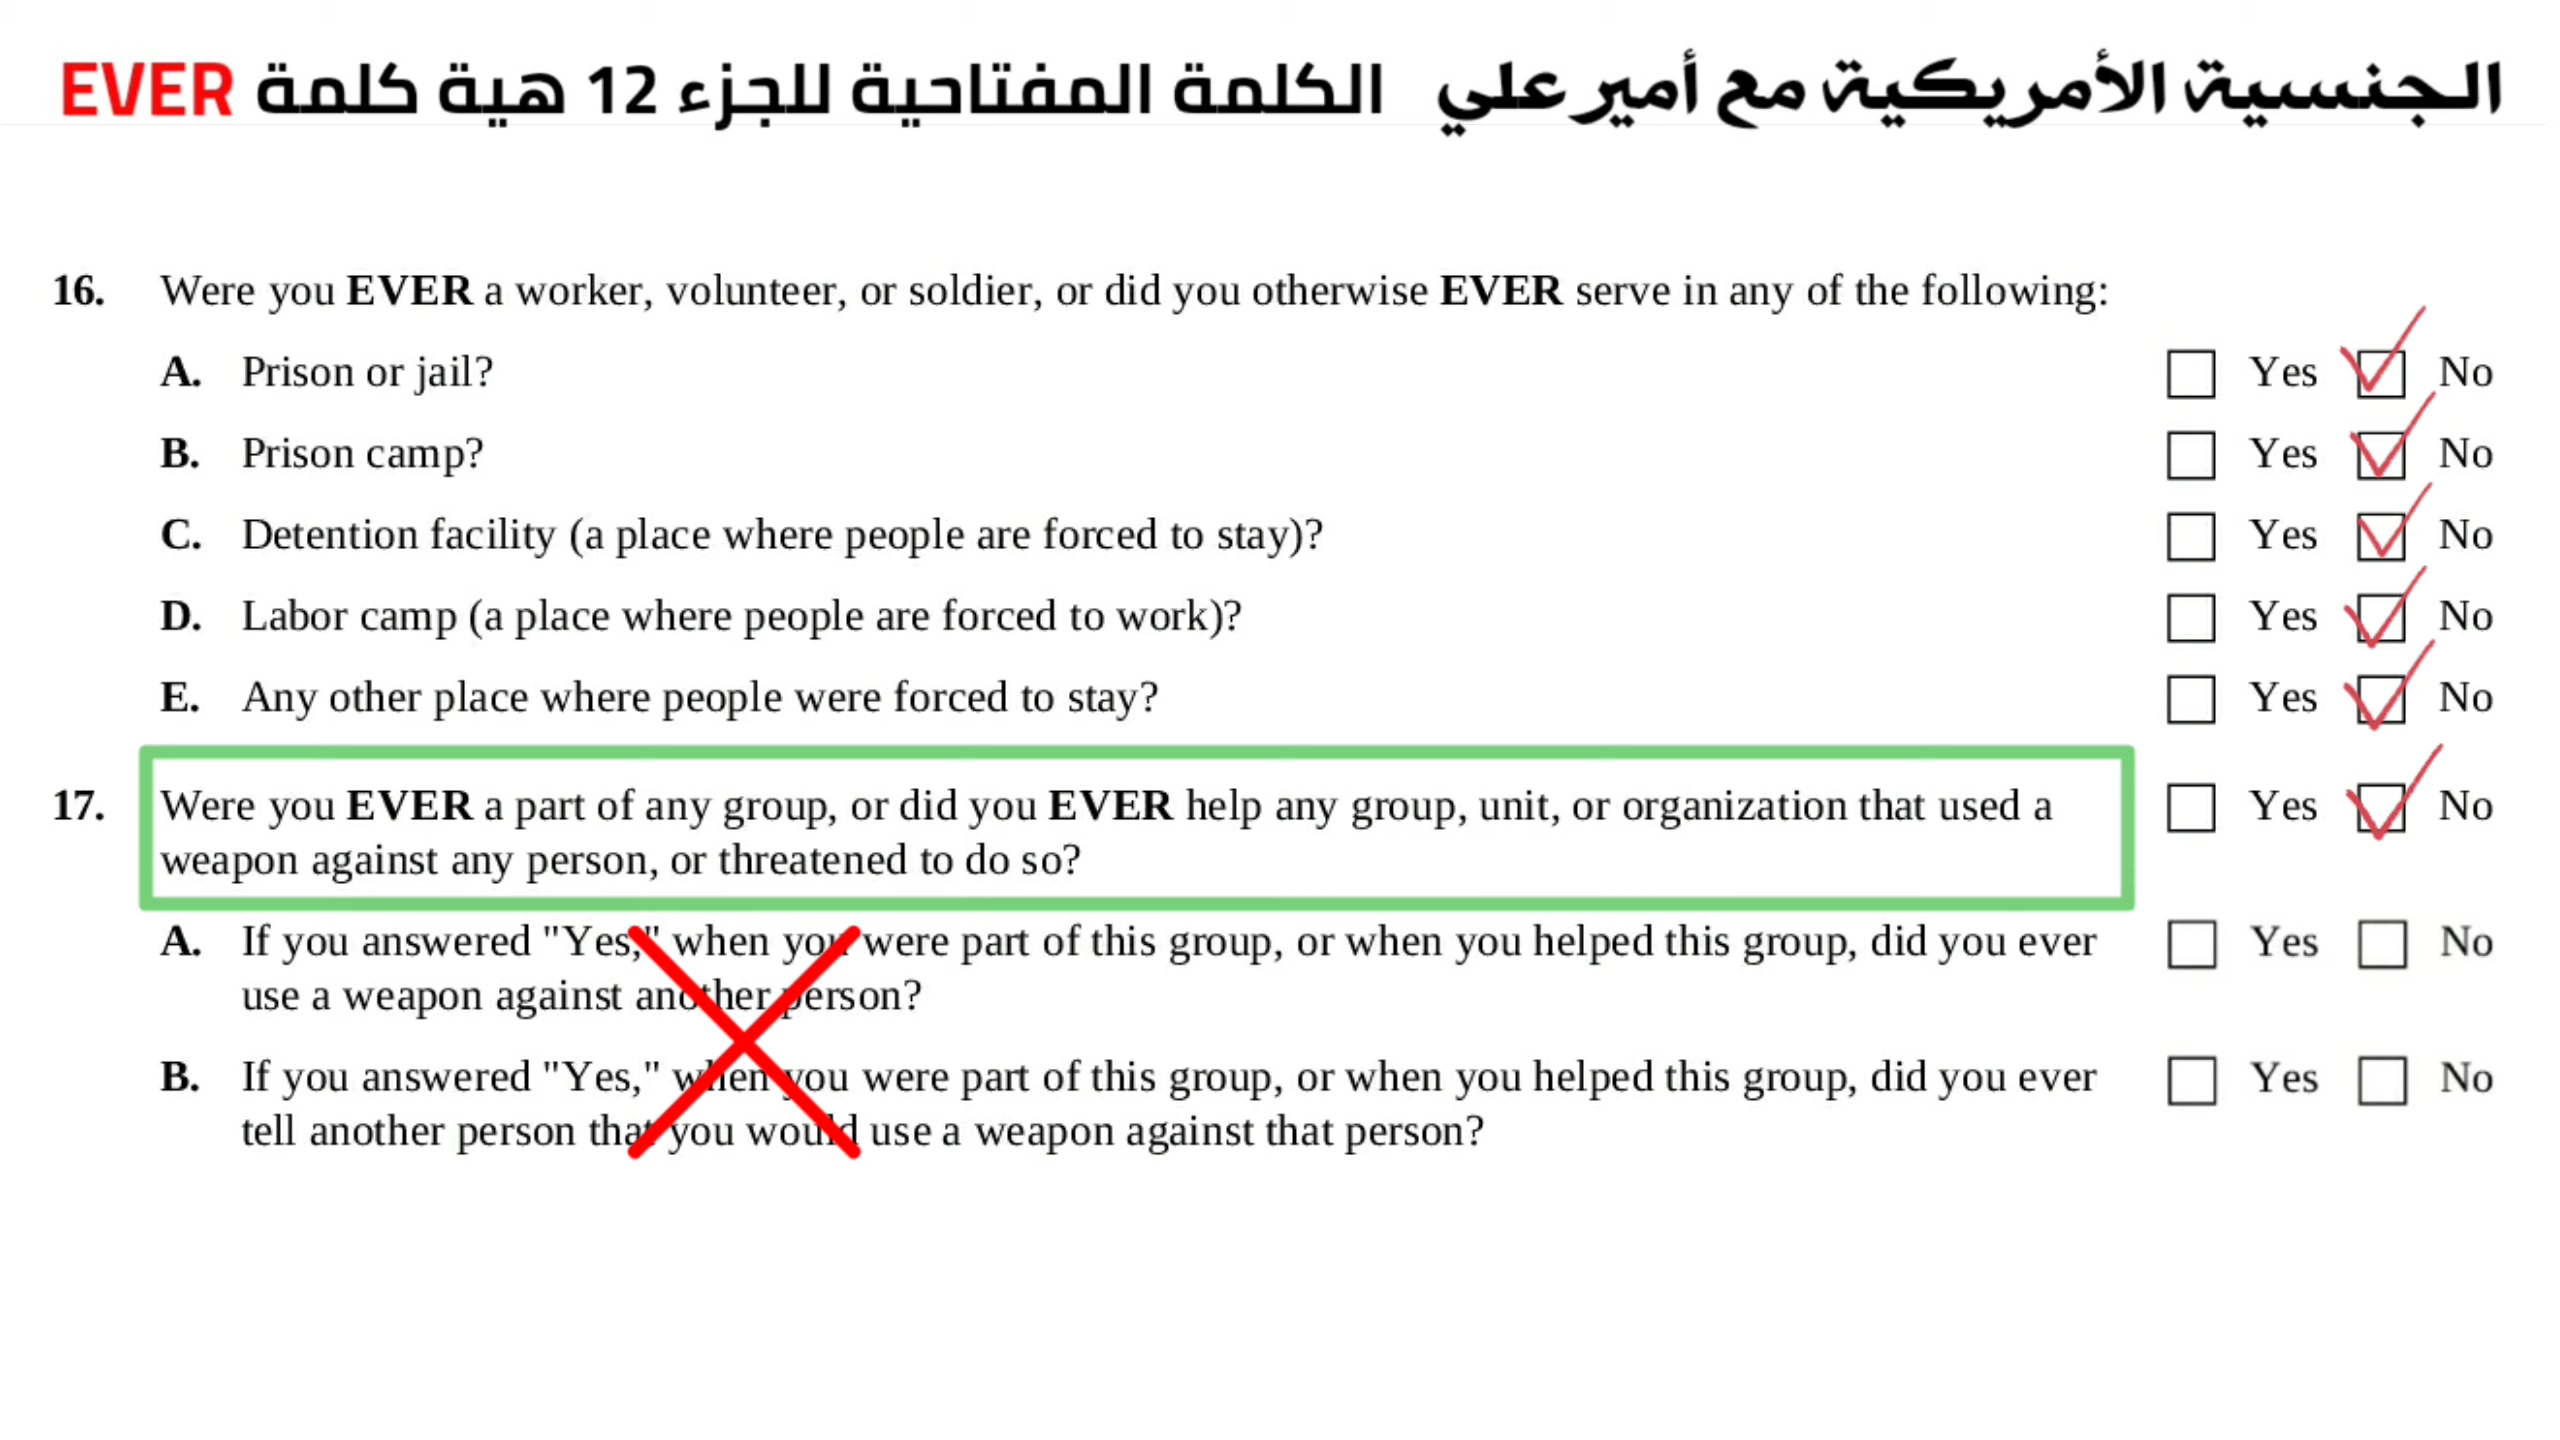 الجنسية الأمريكية مع أمير علي الكلمة المفتاحية للجزء 12 هية كلمة EVER
16. Were you EVER a worker, volunteer, or soldier, or did you otherwise EVER serve in any of the following:
A. Prison or jail? Yes No
B. Prison camp? Yes No
C. Detention facility (a place where people are forced to stay)? Yes No
D. Labor camp (a place where people are forced to work)? Yes No
E. Any other place where people were forced to stay? Yes No
17. Were you EVER a part of any group, or did you EVER help any group, unit, or organization that used a Yes No
weapon against any person, or threatened to do so?
A. If you answered "Yes," when you were part of this group, or when you helped this group, did you ever Yes No
use a weapon against another person?
B. If you answered "Yes," when you were part of this group, or when you helped this group, did you ever Yes No
tell another person that you would use a weapon against that person?